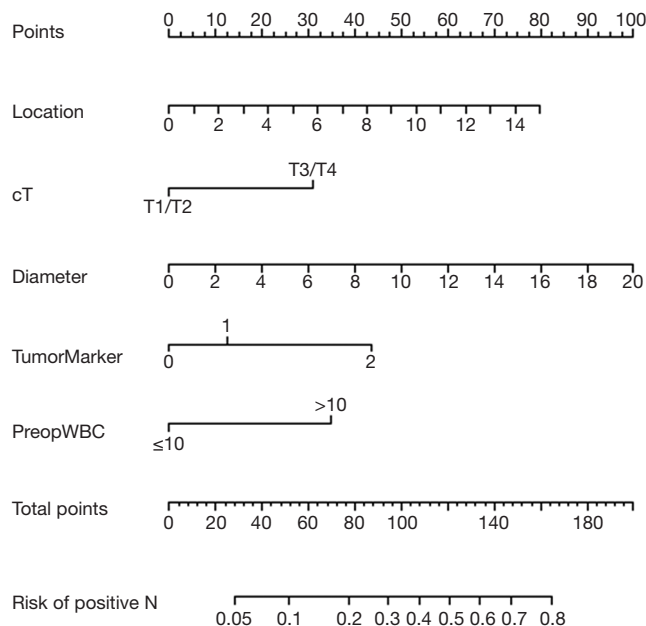 Points 0 10 20 30 40 50 60 70 80 90 100
Location 0 2 4 6 8 10 12 14
T3/T4
cT
T1/T2
Diameter 0 2 4 6 8 10 12 14 16 18 20
1
TumorMarker 0 2
>10
PreopWBC
≤10
Total points 0 20 40 60 80 100 140 180
Risk of positive N 0.05 0.1 0.2 0.3 0.4 0.5 0.6 0.7 0.8